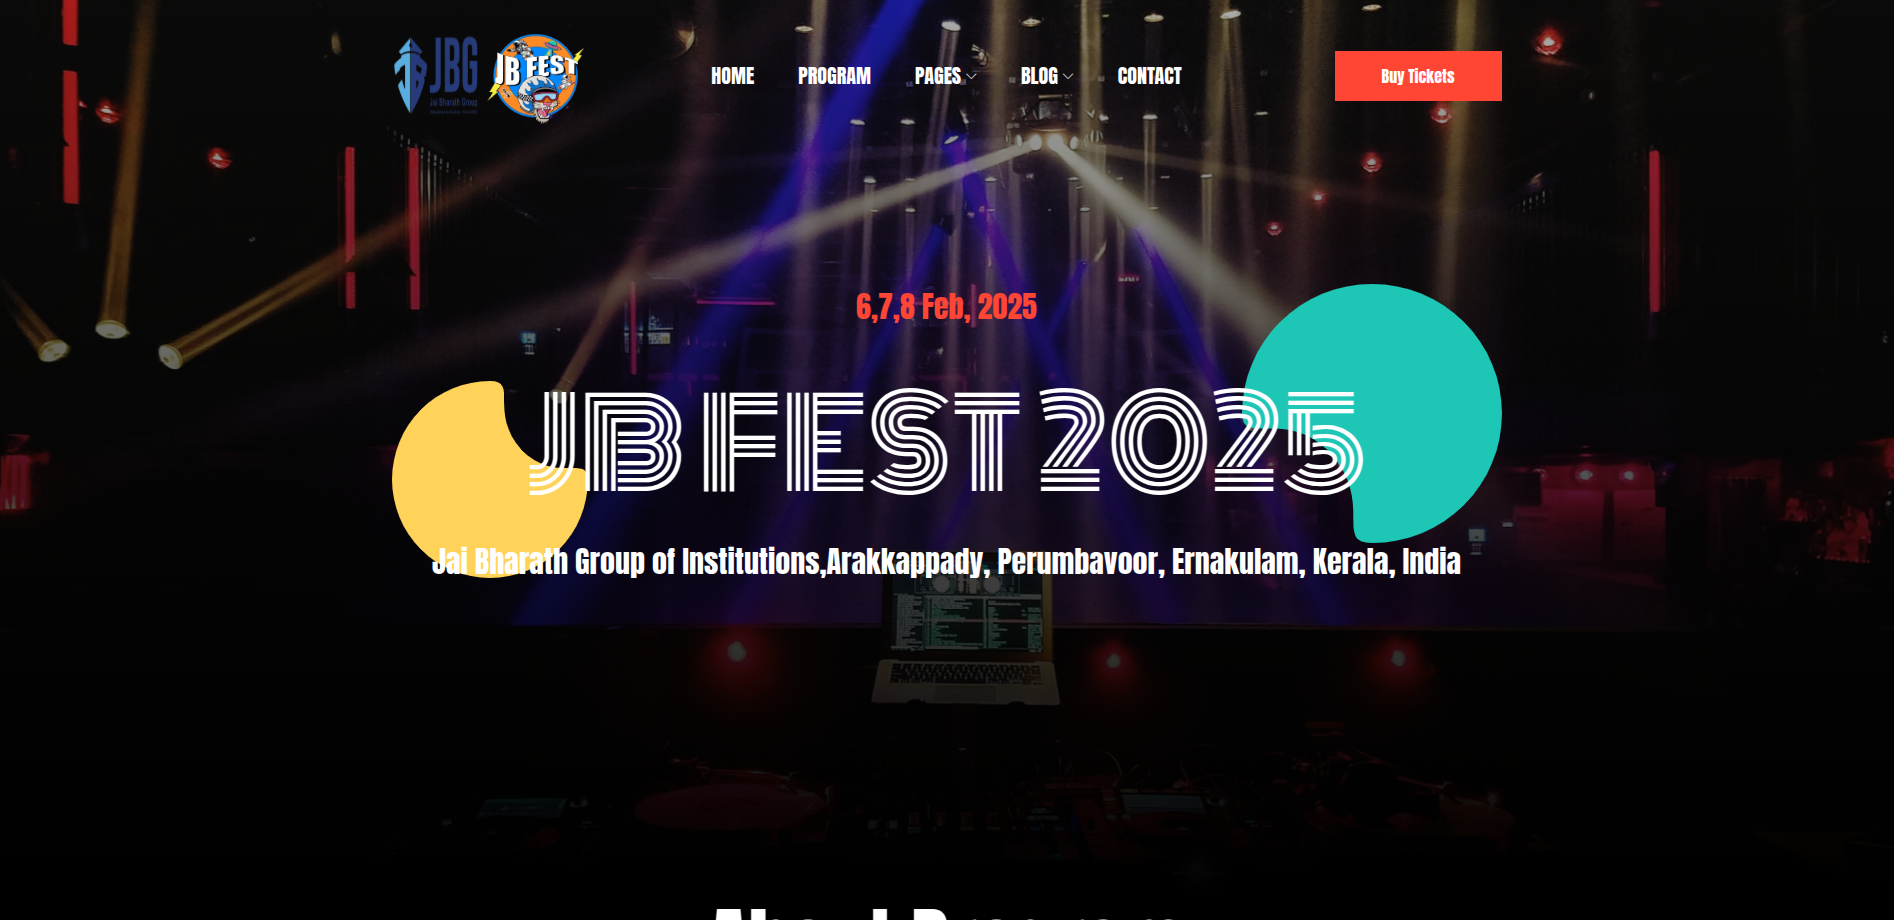 JBG
Jai Bharath Group
JB FEST
HOME
PROGRAM
PAGES
BLOG
CONTACT
Buy Tickets
6,7,8 Feb, 2025
JB FEST 2025
Jai Bharath Group of Institutions,Arakkappady, Perumbavoor, Ernakulam, Kerala, India